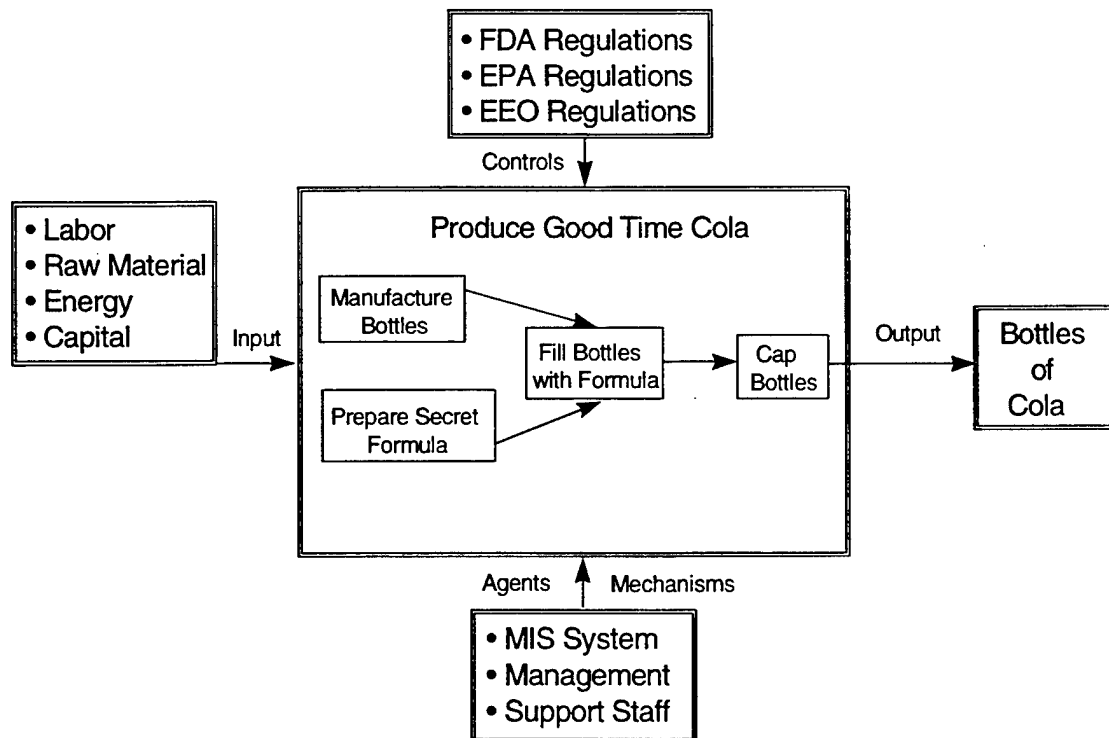 • FDA Regulations
• EPA Regulations
• EEO Regulations
Controls
• Labor
• Raw Material
• Energy
• Capital
Input
Produce Good Time Cola
Manufacture
Bottles
Prepare Secret
Formula
Fill Bottles
with Formula
Cap
Bottles
Output
Bottles
of
Cola
Agents
Mechanisms
• MIS System
• Management
• Support Staff